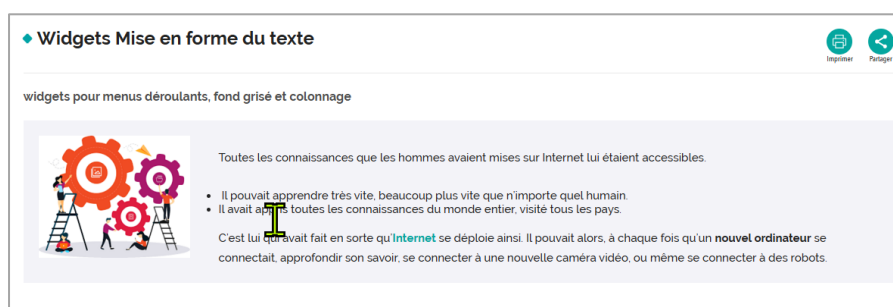 Widgets Mise en forme du texte
Imprimer Partager
widgets pour menus déroulants, fond grisé et colonnage
Toutes les connaissances que les hommes avaient mises sur Internet lui étaient accessibles.
Il pouvait apprendre très vite, beaucoup plus vite que n'importe quel humain.
Il avait appris toutes les connaissances du monde entier, visité tous les pays.
C'est lui qui avait fait en sorte qu'Internet se déploie ainsi. Il pouvait alors, à chaque fois qu'un nouvel ordinateur se
connectait, approfondir son savoir, se connecter à une nouvelle caméra vidéo, ou même se connecter à des robots.